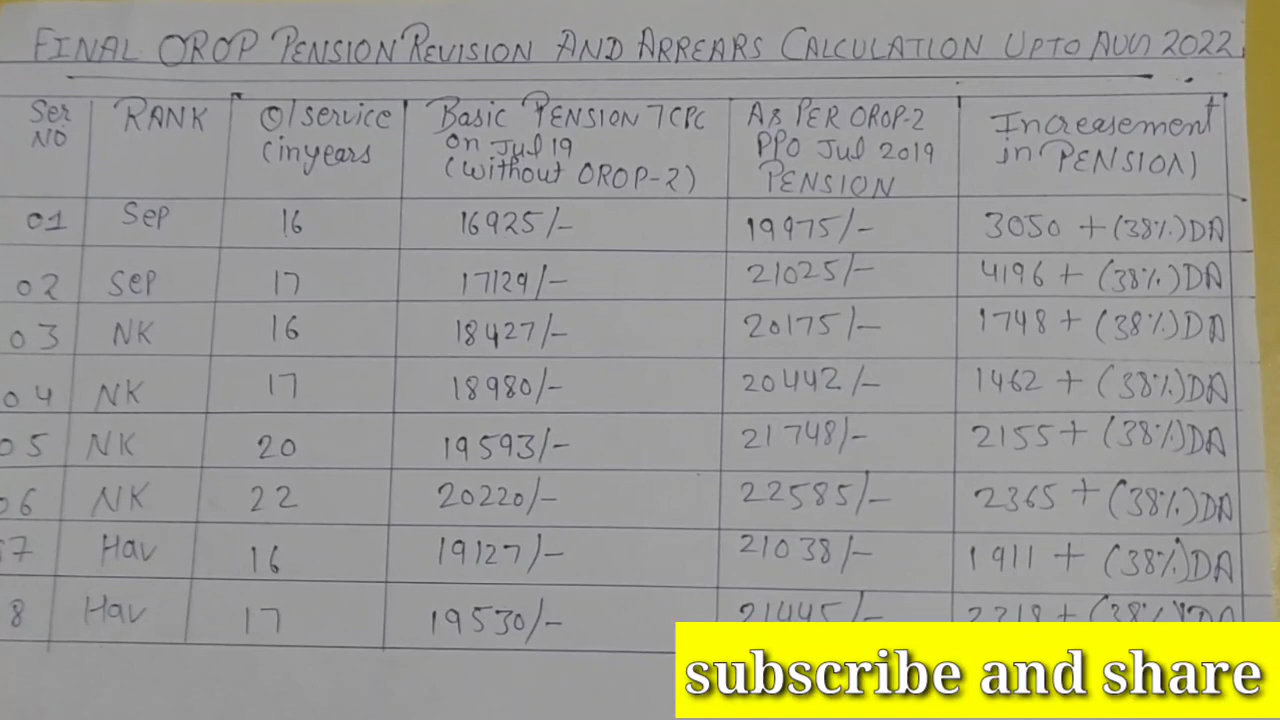 FINAL OROP PENSION REVISION AND ARREARS CALCULATION UPTO AUG 2022
Ser NO RANK Q/service (in years Basic PENSION 7CPC on Jul 19 (without OROP-2) AS PER OROP-2 PPO Jul 2019 PENSION Increasement in PENSION)
01 Sep 16 16925/- 19975/- 3050 + (38%)DA
02 Sep 17 17129/- 21025/- 4196 + (38%)DA
03 NK 16 18427/- 20175/- 1748 + (38%)DA
04 NK 17 18980/- 20442/- 1462 + (38%)DA
05 NK 20 19593/- 21748/- 2155 + (38%)DA
06 NK 22 20220/- 22585/- 2365 + (38%)DA
7 Hav 16 19127/- 21038/- 1911 + (38%)DA
8 Hav 17 19530/- 21445/- + (38%)DA
subscribe and share